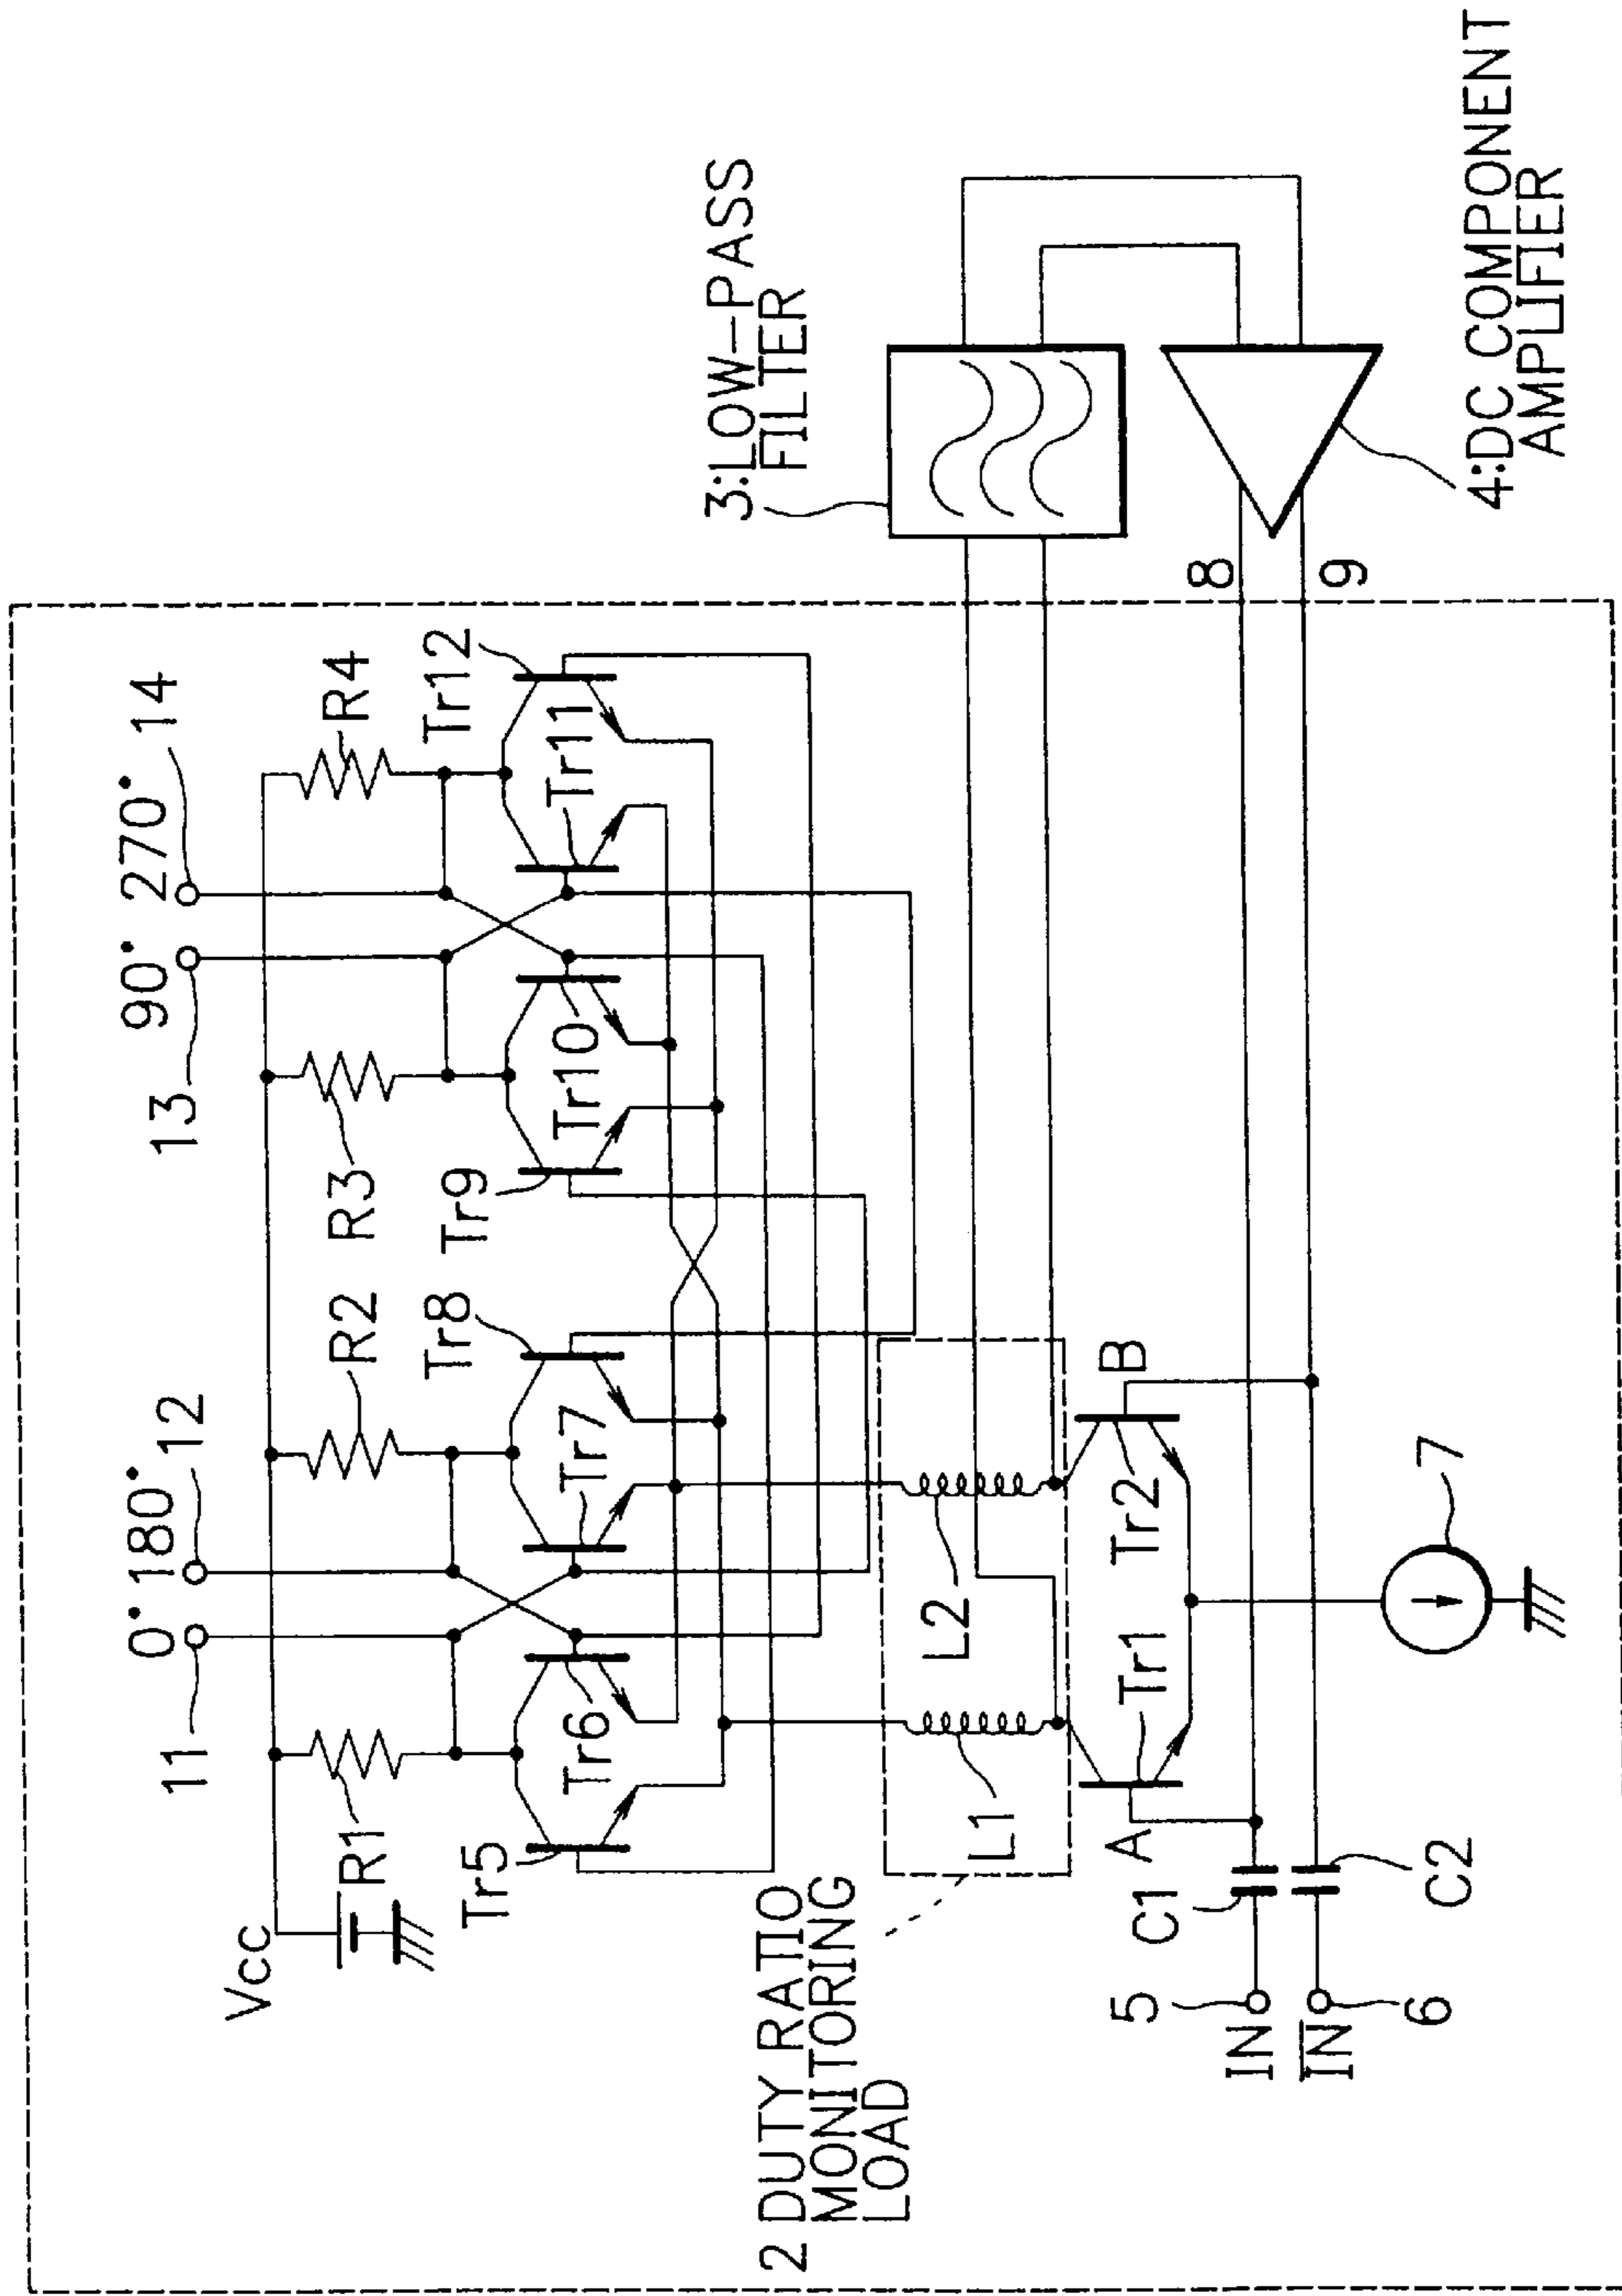 Vcc
R1
R2
R3
R4
11
0°
180°
12
13
90°
270°
14
Tr5
Tr6
Tr7
Tr8
Tr9
Tr10
Tr11
Tr12
2 DUTY RATIO
MONITORING
LOAD
L1
L2
3:LOW-PASS
FILTER
A
Tr1
Tr2
B
8
9
4:DC COMPONENT
AMPLIFIER
5
IN
C1
I̅N̅
6
C2
7